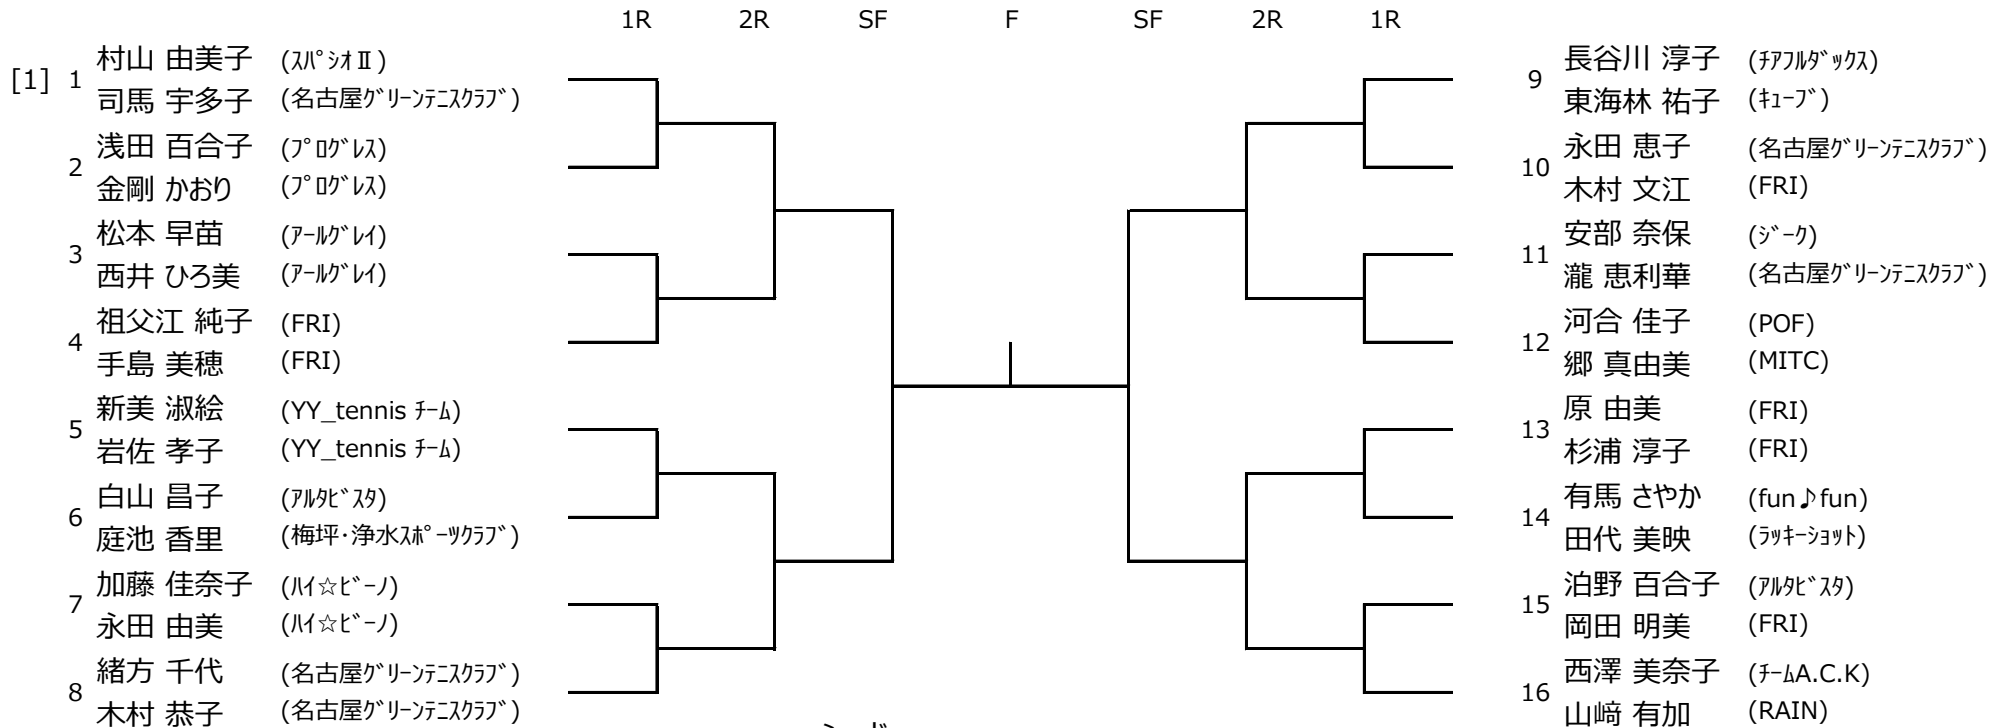 1R 2R SF F SF 2R 1R
[1] 1 村山 由美子 (ｽﾊﾟｼｵⅡ)
司馬 宇多子 (名古屋ｸﾞﾘｰﾝﾃﾆｽｸﾗﾌﾞ)
2 浅田 百合子 (ﾌﾟﾛｸﾞﾚｽ)
金剛 かおり (ﾌﾟﾛｸﾞﾚｽ)
3 松本 早苗 (ｱｰﾙｸﾞﾚｲ)
西井 ひろ美 (ｱｰﾙｸﾞﾚｲ)
4 祖父江 純子 (FRI)
手島 美穂 (FRI)
5 新美 淑絵 (YY_tennis ﾁｰﾑ)
岩佐 孝子 (YY_tennis ﾁｰﾑ)
6 白山 昌子 (ｱﾙﾀﾋﾞｽﾀ)
庭池 香里 (梅坪･浄水ｽﾎﾟｰﾂｸﾗﾌﾞ)
7 加藤 佳奈子 (ﾊｲ☆ﾋﾞｰﾉ)
永田 由美 (ﾊｲ☆ﾋﾞｰﾉ)
8 緒方 千代 (名古屋ｸﾞﾘｰﾝﾃﾆｽｸﾗﾌﾞ)
木村 恭子 (名古屋ｸﾞﾘｰﾝﾃﾆｽｸﾗﾌﾞ)
9 長谷川 淳子 (ﾁｱﾌﾙﾀﾞｯｸｽ)
東海林 祐子 (ｷｭｰﾌﾞ)
10 永田 恵子 (名古屋ｸﾞﾘｰﾝﾃﾆｽｸﾗﾌﾞ)
木村 文江 (FRI)
11 安部 奈保 (ｼﾞｰｸ)
瀧 恵利華 (名古屋ｸﾞﾘｰﾝﾃﾆｽｸﾗﾌﾞ)
12 河合 佳子 (POF)
郷 真由美 (MITC)
13 原 由美 (FRI)
杉浦 淳子 (FRI)
14 有馬 さやか (fun♪fun)
田代 美映 (ﾗｯｷｰｼｮｯﾄ)
15 泊野 百合子 (ｱﾙﾀﾋﾞｽﾀ)
岡田 明美 (FRI)
16 西澤 美奈子 (ﾁｰﾑA.C.K)
山﨑 有加 (RAIN)